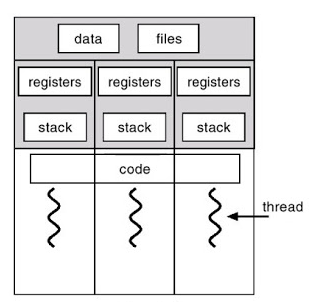 data files
registers registers registers
stack stack stack
code
thread